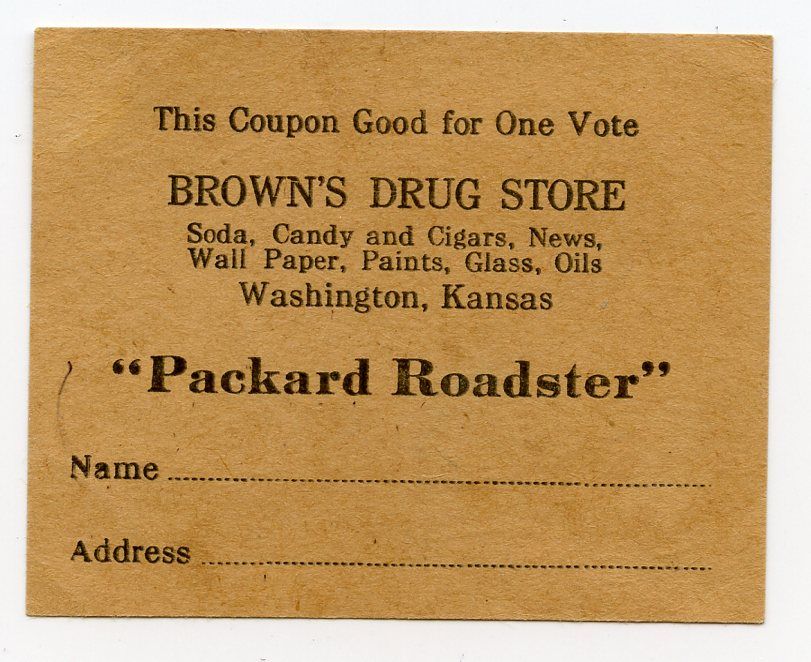 This Coupon Good for One Vote
BROWN'S DRUG STORE
Soda, Candy and Cigars, News,
Wall Paper, Paints, Glass, Oils
Washington, Kansas
“Packard Roadster”
Name
Address